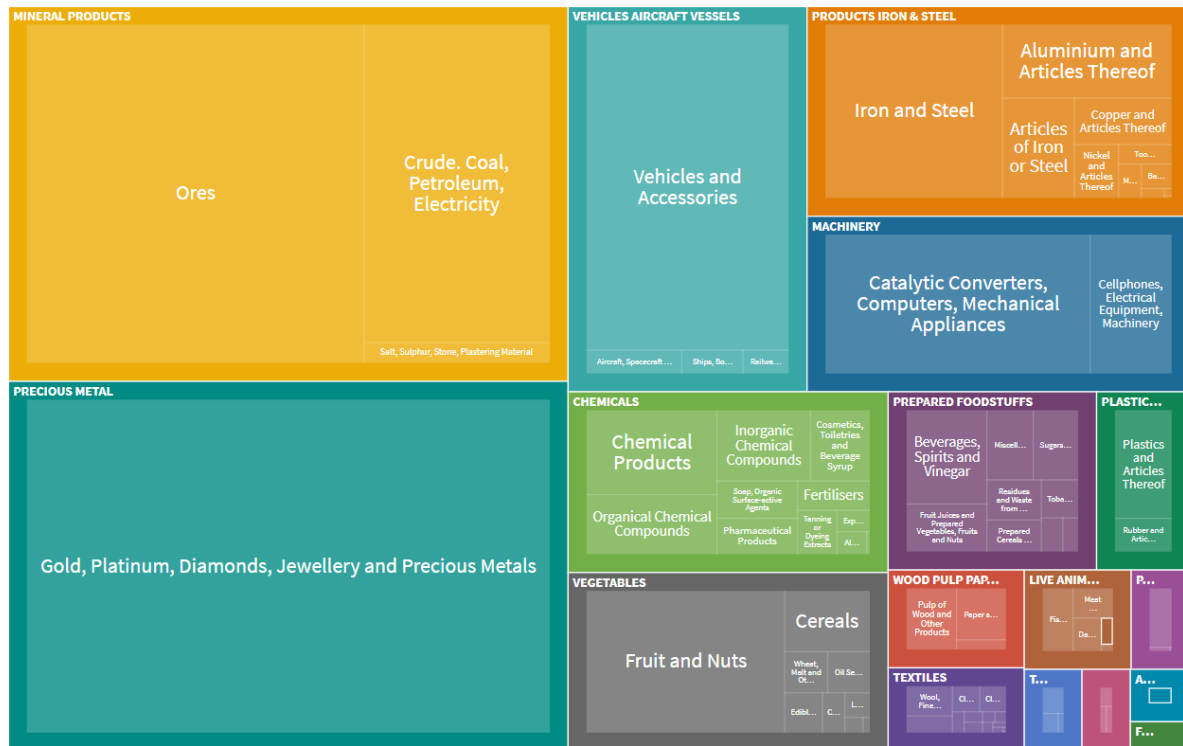 MINERAL PRODUCTS
Ores
Crude. Coal,
Petroleum,
Electricity
Salt, Sulphur, Stone, Plastering Material
PRECIOUS METAL
Gold, Platinum, Diamonds, Jewellery and Precious Metals
VEHICLES AIRCRAFT VESSELS
Vehicles and
Accessories
Aircraft, Spacecraft ...
Ships, Bo...
Railwa...
PRODUCTS IRON & STEEL
Iron and Steel
Aluminium and
Articles Thereof
Articles
of Iron
or Steel
Copper and
Articles Thereof
Nickel
and
Articles
Thereof
Too...
M...
Ba...
MACHINERY
Catalytic Converters,
Computers, Mechanical
Appliances
Cellphones,
Electrical
Equipment,
Machinery
CHEMICALS
Chemical
Products
Organical Chemical
Compounds
Inorganic
Chemical
Compounds
Cosmetics,
Toiletries
and
Beverage
Syrup
Soap, Organic
Surface-active
Agents
Pharmaceutical
Products
Fertilisers
Tanning
or
Dyeing
Extracts
Exp...
Al...
VEGETABLES
Fruit and Nuts
Cereals
Wheat,
Malt and
Ot...
Oil Se...
Edibl...
C...
L...
PREPARED FOODSTUFFS
Beverages,
Spirits and
Vinegar
Fruit Juices and
Prepared
Vegetables, Fruits
and Nuts
Miscell...
Sugars...
Residues
and Waste
from ...
Toba...
Prepared
Cereals ...
PLASTIC...
Plastics
and
Articles
Thereof
Rubber and
Artic...
WOOD PULP PAP...
Pulp of
Wood and
Other
Products
Paper a...
LIVE ANIM...
Fis...
Meat
...
Da...
P...
TEXTILES
Wool,
Fine...
Cl...
Cl...
T...
A...
F...